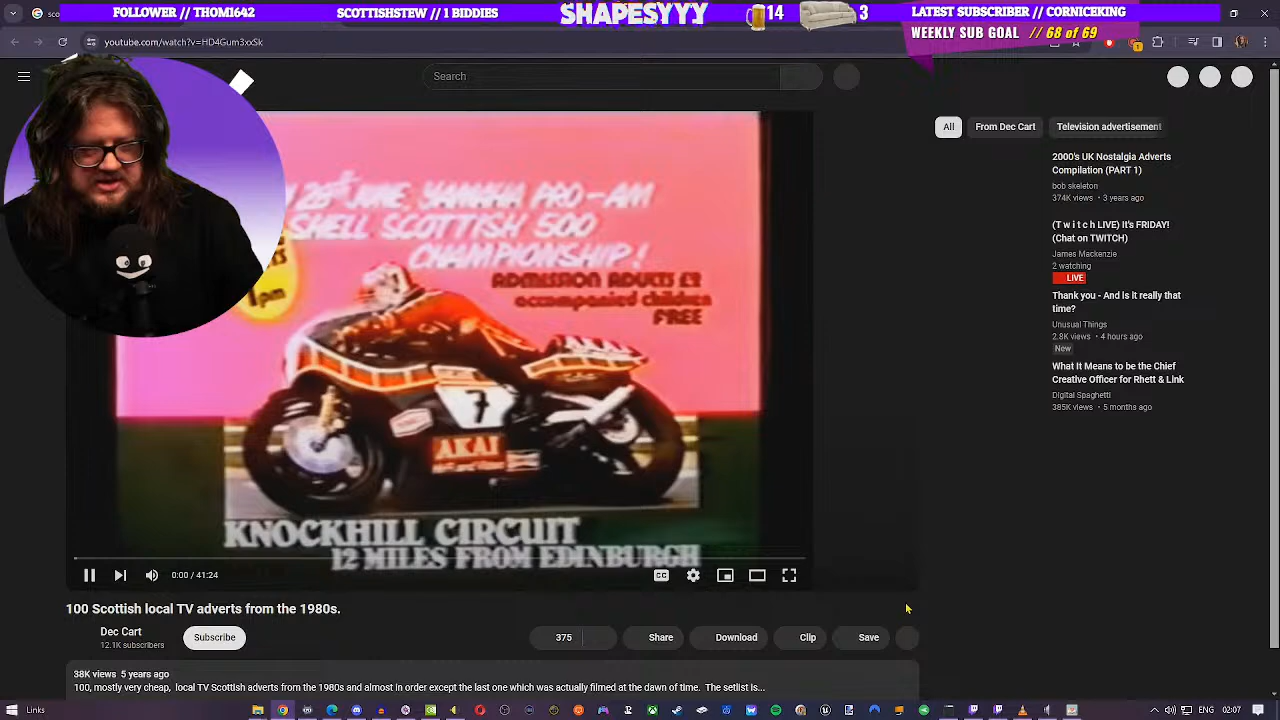 FOLLOWER // THOM1642
SCOTTISHSTEW // 1 BIDDIES
SHAPESYYY
14
3
LATEST SUBSCRIBER // CORNICEKING
WEEKLY SUB GOAL // 68 of 69
youtube.com/watch?v=HD4Gum3xoSk
Search
All
From Dec Cart
Television advertisement
26th JUNE YAMAHA PRO-AM
SHELL SCOTTISH 500
CHAMPIONSHIP!
ADMISSION ADULTS £2
accompanied children
FREE
1pm
7
AKAI
KNOCKHILL CIRCUIT
12 MILES FROM EDINBURGH
0:00 / 41:24
CC
2000's UK Nostalgia Adverts
Compilation (PART 1)
bob skeleton
374K views · 3 years ago
(T w i t c h LIVE) It's FRIDAY!
(Chat on TWITCH)
James Mackenzie
2 watching
LIVE
Thank you - And is it really that
time?
Unusual Things
2.8K views · 4 hours ago
New
What It Means to be the Chief
Creative Officer for Rhett & Link
Digital Spaghetti
385K views · 5 months ago
100 Scottish local TV adverts from the 1980s.
Dec Cart
12.1K subscribers
Subscribe
375
Share
Download
Clip
Save
38K views 5 years ago
100, mostly very cheap, local TV Scottish adverts from the 1980s and almost in order except the last one which was actually filmed at the dawn of time. The setlist is...
Links
02:07